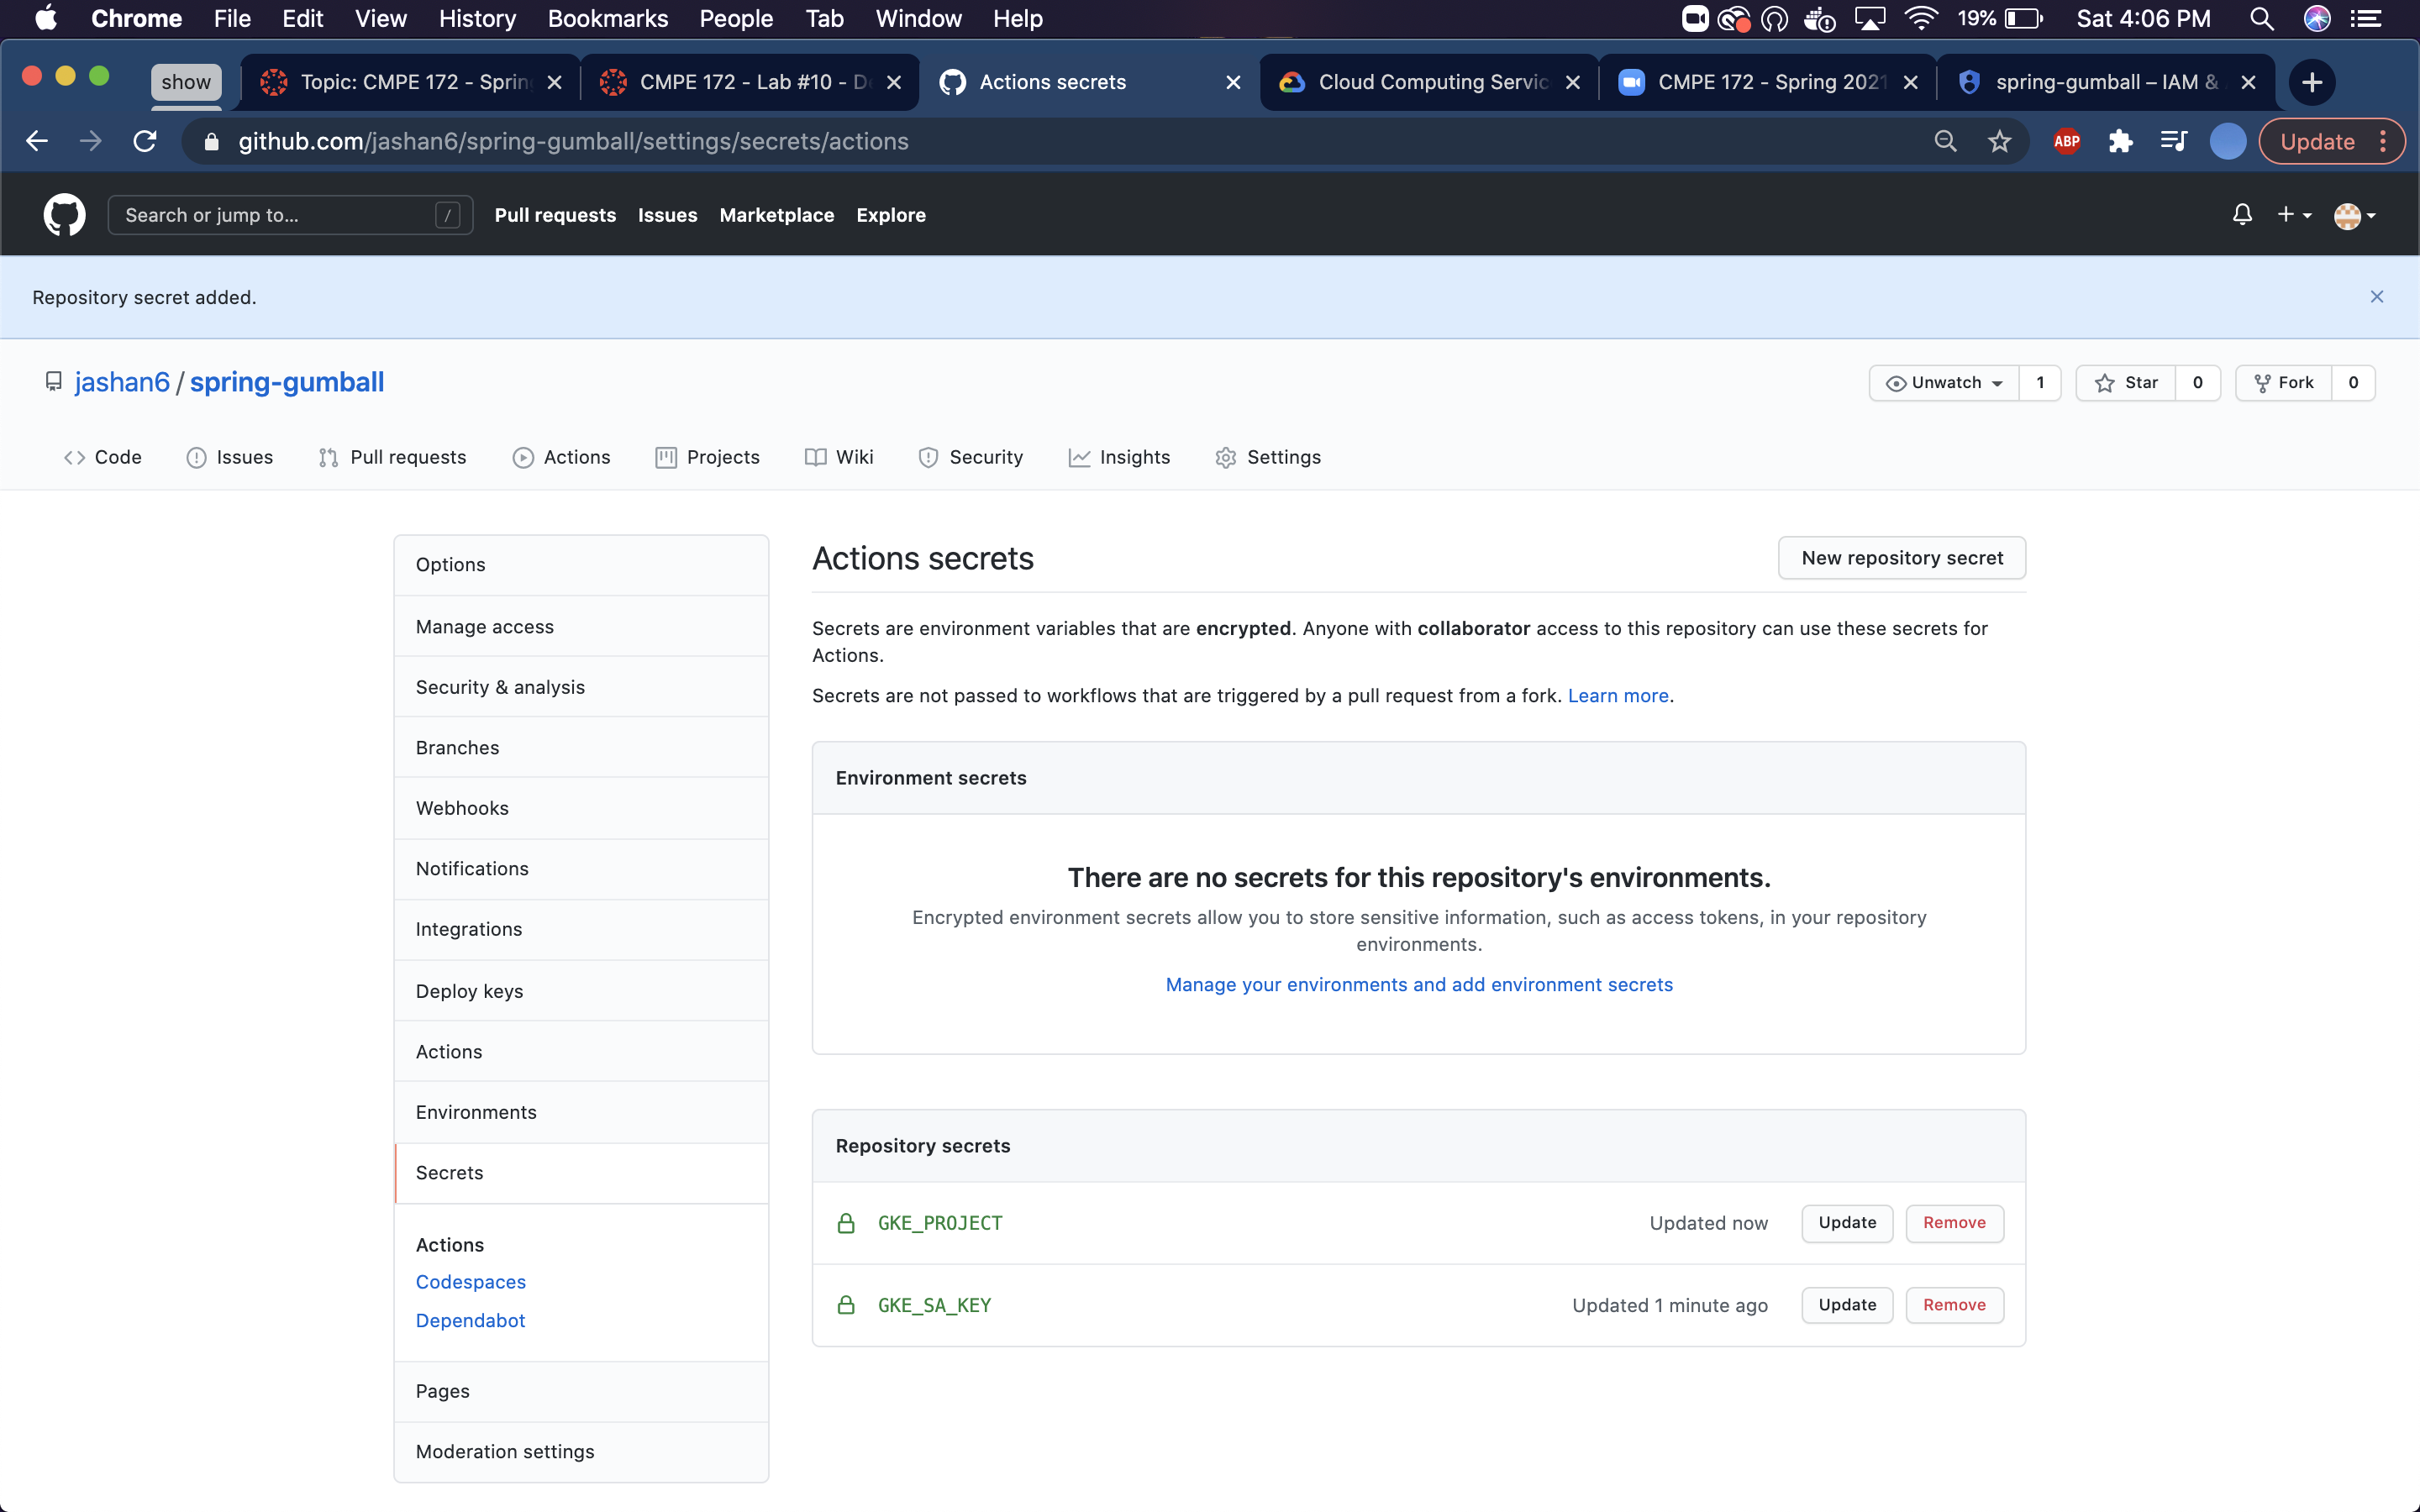 Chrome File Edit View History Bookmarks People Tab Window Help 19% Sat 4:06 PM
show Topic: CMPE 172 - Spring CMPE 172 - Lab #10 - De Actions secrets Cloud Computing Servic CMPE 172 - Spring 2021 spring-gumball – IAM &
github.com/jashan6/spring-gumball/settings/secrets/actions ABP Update
Search or jump to... / Pull requests Issues Marketplace Explore
Repository secret added.
jashan6 / spring-gumball Unwatch 1 Star 0 Fork 0
Code Issues Pull requests Actions Projects Wiki Security Insights Settings
Options
Manage access
Security & analysis
Branches
Webhooks
Notifications
Integrations
Deploy keys
Actions
Environments
Secrets
Actions
Codespaces
Dependabot
Pages
Moderation settings
Actions secrets New repository secret
Secrets are environment variables that are encrypted. Anyone with collaborator access to this repository can use these secrets for
Actions.
Secrets are not passed to workflows that are triggered by a pull request from a fork. Learn more.
Environment secrets
There are no secrets for this repository's environments.
Encrypted environment secrets allow you to store sensitive information, such as access tokens, in your repository
environments.
Manage your environments and add environment secrets
Repository secrets
GKE_PROJECT Updated now Update Remove
GKE_SA_KEY Updated 1 minute ago Update Remove